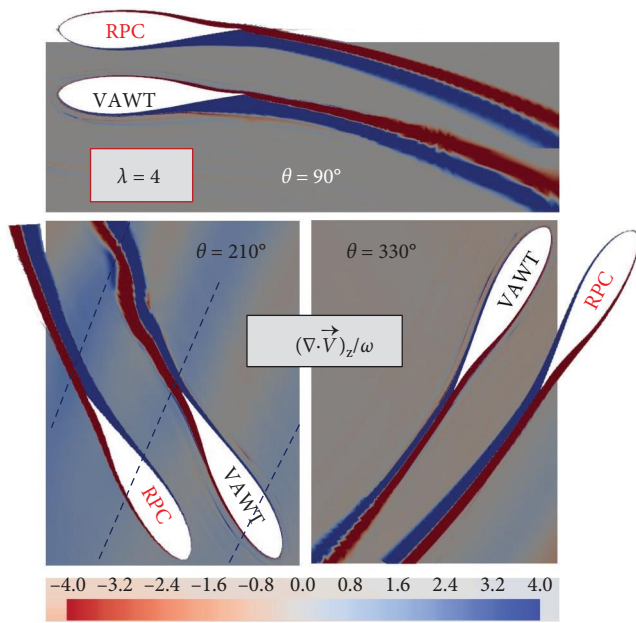 RPC
VAWT
λ = 4
θ = 90°
θ = 210°
θ = 330°
VAWT
RPC
(∇·V⃗)z/ω
RPC
VAWT
−4.0 −3.2 −2.4 −1.6 −0.8 0.0 0.8 1.6 2.4 3.2 4.0